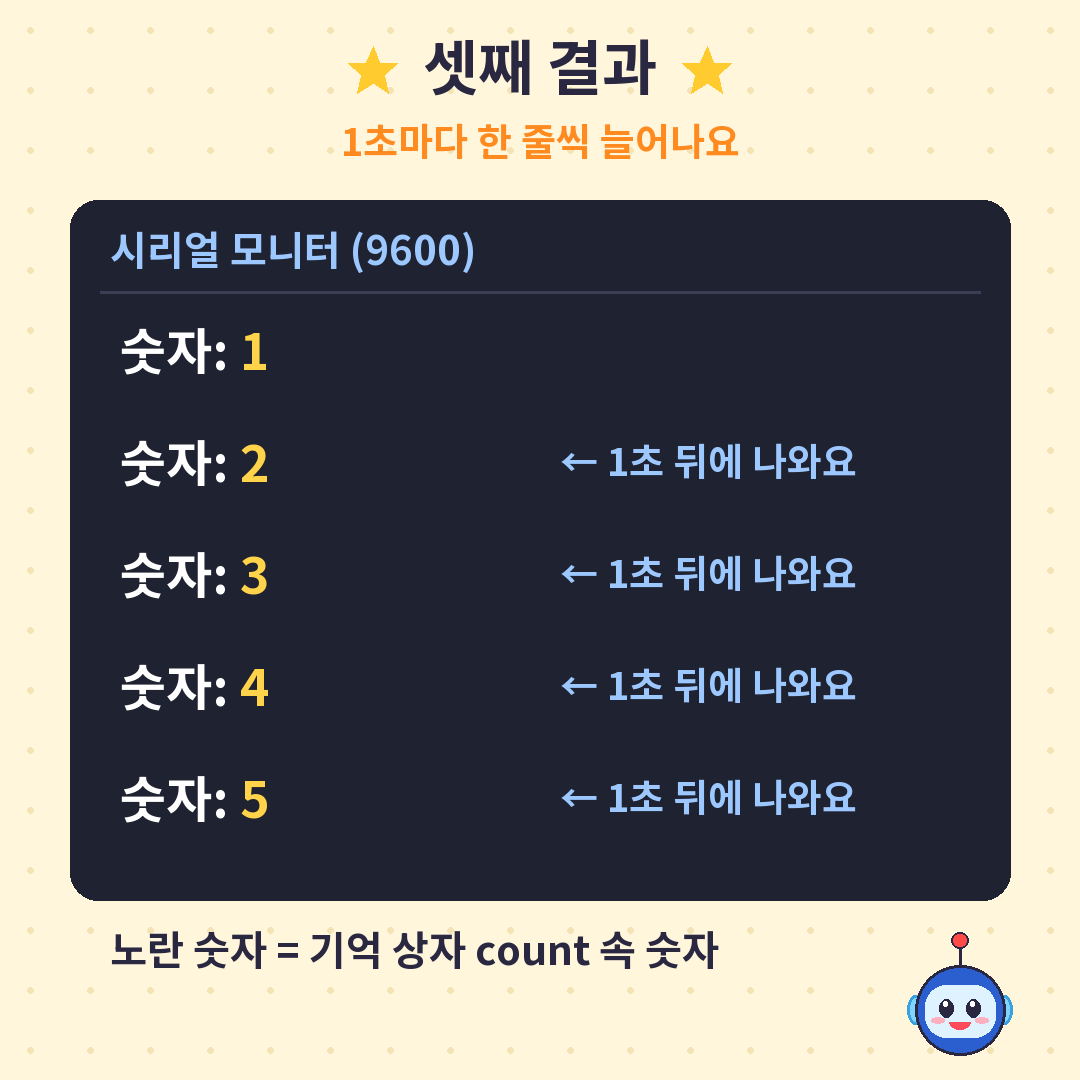 셋째 결과
1초마다 한 줄씩 늘어나요
시리얼 모니터 (9600)
숫자: 1
숫자: 2 ← 1초 뒤에 나와요
숫자: 3 ← 1초 뒤에 나와요
숫자: 4 ← 1초 뒤에 나와요
숫자: 5 ← 1초 뒤에 나와요
노란 숫자 = 기억 상자 count 속 숫자